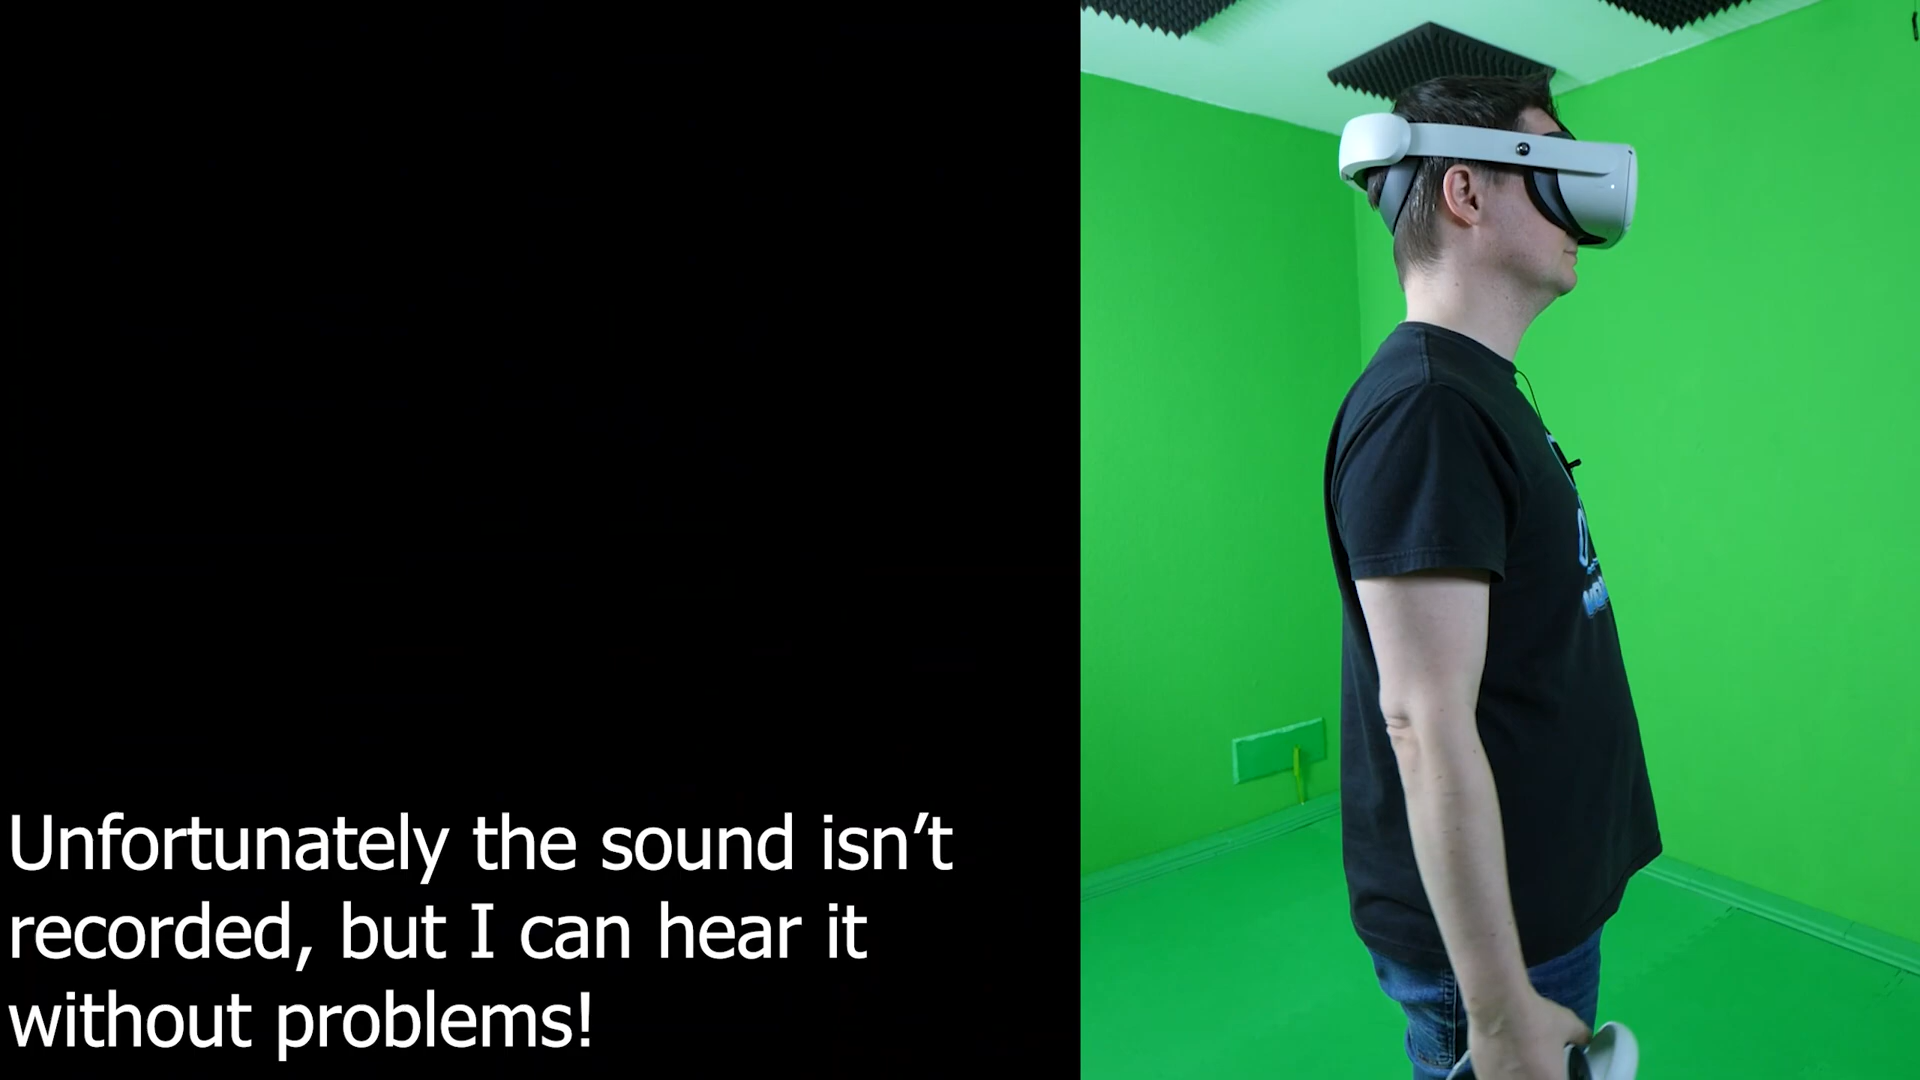 Unfortunately the sound isn’t
recorded, but I can hear it
without problems!